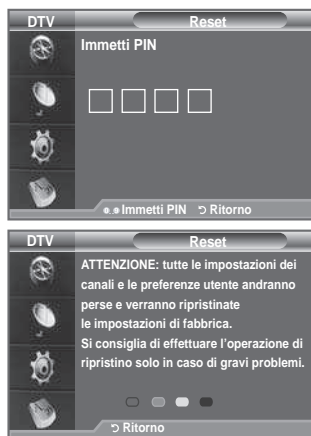 DTV
Reset
Immetti PIN
0..9 Immetti PIN
Ritorno
DTV
Reset
ATTENZIONE: tutte le impostazioni dei
canali e le preferenze utente andranno
perse e verranno ripristinate
le impostazioni di fabbrica.
Si consiglia di effettuare l'operazione di
ripristino solo in caso di gravi problemi.
Ritorno